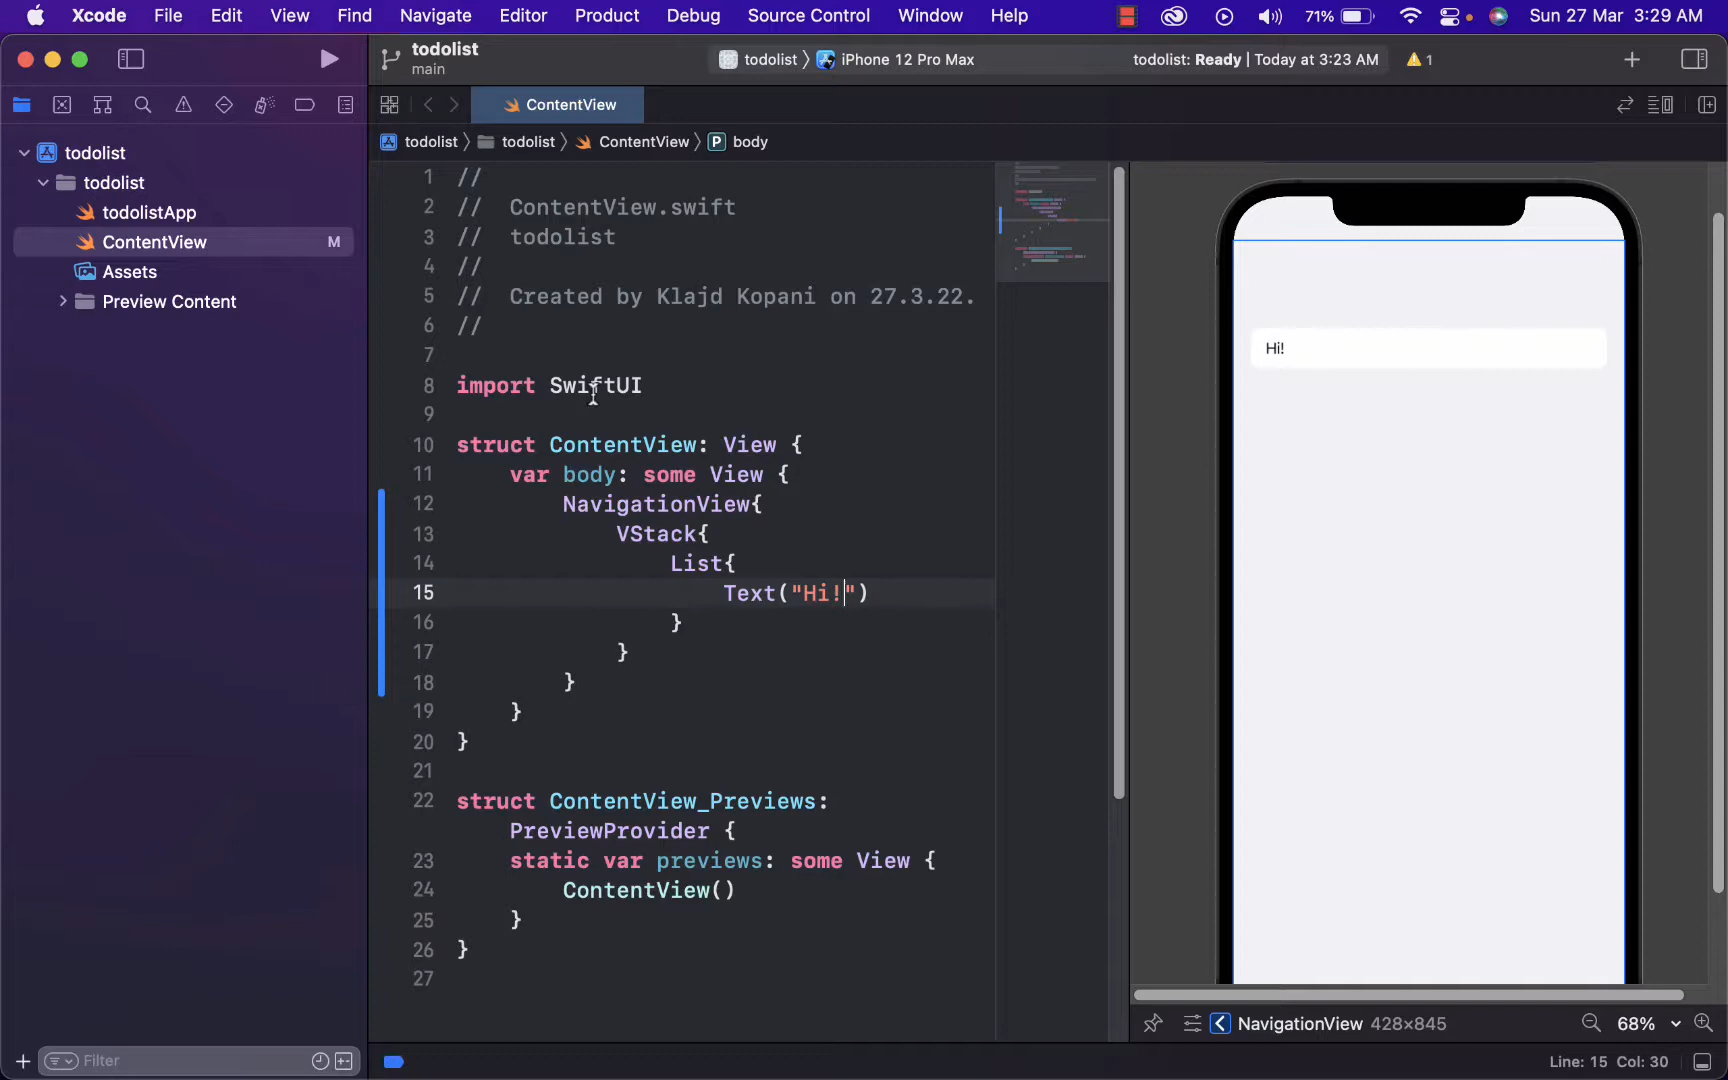 Xcode File Edit View Find Navigate Editor Product Debug Source Control Window Help 71% Sun 27 Mar 3:29 AM
todolist
main
todolist iPhone 12 Pro Max todolist: Ready | Today at 3:23 AM 1
ContentView
todolist todolist ContentView P body
todolist
todolist
todolistApp
ContentView M
Assets
Preview Content
1 //
2 // ContentView.swift
3 // todolist
4 //
5 // Created by Klajd Kopani on 27.3.22.
6 //
7
8 import SwiftUI
9
10 struct ContentView: View {
11 var body: some View {
12 NavigationView{
13 VStack{
14 List{
15 Text("Hi!")
16 }
17 }
18 }
19 }
20 }
21
22 struct ContentView_Previews:
PreviewProvider {
23 static var previews: some View {
24 ContentView()
25 }
26 }
27
Hi!
NavigationView 428×845 68%
Filter
Line: 15 Col: 30